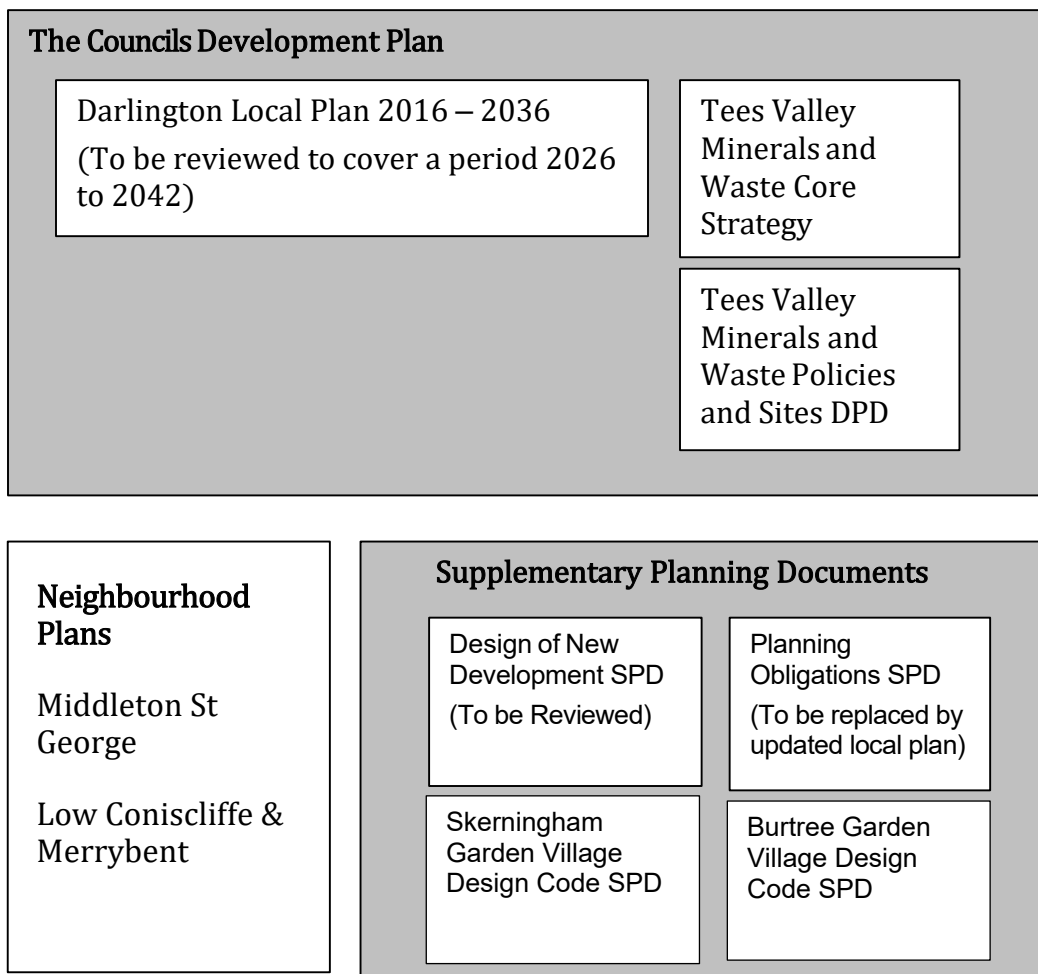 The Councils Development Plan
Darlington Local Plan 2016 – 2036
(To be reviewed to cover a period 2026
to 2042)
Tees Valley
Minerals and
Waste Core
Strategy
Tees Valley
Minerals and
Waste Policies
and Sites DPD
Neighbourhood
Plans
Middleton St
George
Low Coniscliffe &
Merrybent
Supplementary Planning Documents
Design of New
Development SPD
(To be Reviewed)
Planning
Obligations SPD
(To be replaced by
updated local plan)
Skerningham
Garden Village
Design Code SPD
Burtree Garden
Village Design
Code SPD